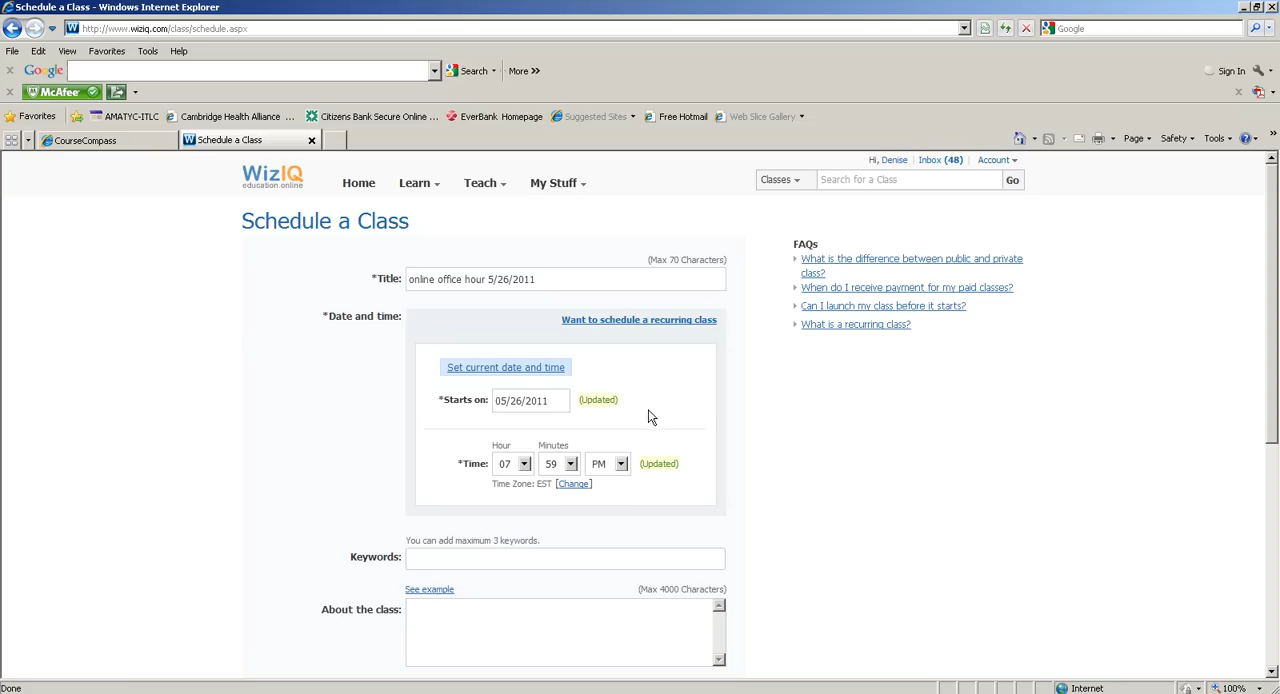 Schedule a Class - Windows Internet Explorer
http://www.wiziq.com/class/schedule.aspx
Google
File Edit View Favorites Tools Help
Google Search More »
Sign In
McAfee
Favorites AMATYC-ITLC Cambridge Health Alliance ... Citizens Bank Secure Online ... EverBank Homepage Suggested Sites Free Hotmail Web Slice Gallery
CourseCompass Schedule a Class Page Safety Tools
Hi, Denise Inbox (48) Account
WizIQ
education.online
Home Learn Teach My Stuff Classes Search for a Class Go
Schedule a Class
FAQs
What is the difference between public and private
class?
When do I receive payment for my paid classes?
Can I launch my class before it starts?
What is a recurring class?
(Max 70 Characters)
*Title: online office hour 5/26/2011
*Date and time: Want to schedule a recurring class
Set current date and time
*Starts on: 05/26/2011 (Updated)
Hour Minutes
*Time: 07 59 PM (Updated)
Time Zone: EST [Change]
You can add maximum 3 keywords.
Keywords:
See example (Max 4000 Characters)
About the class:
Done Internet 100%